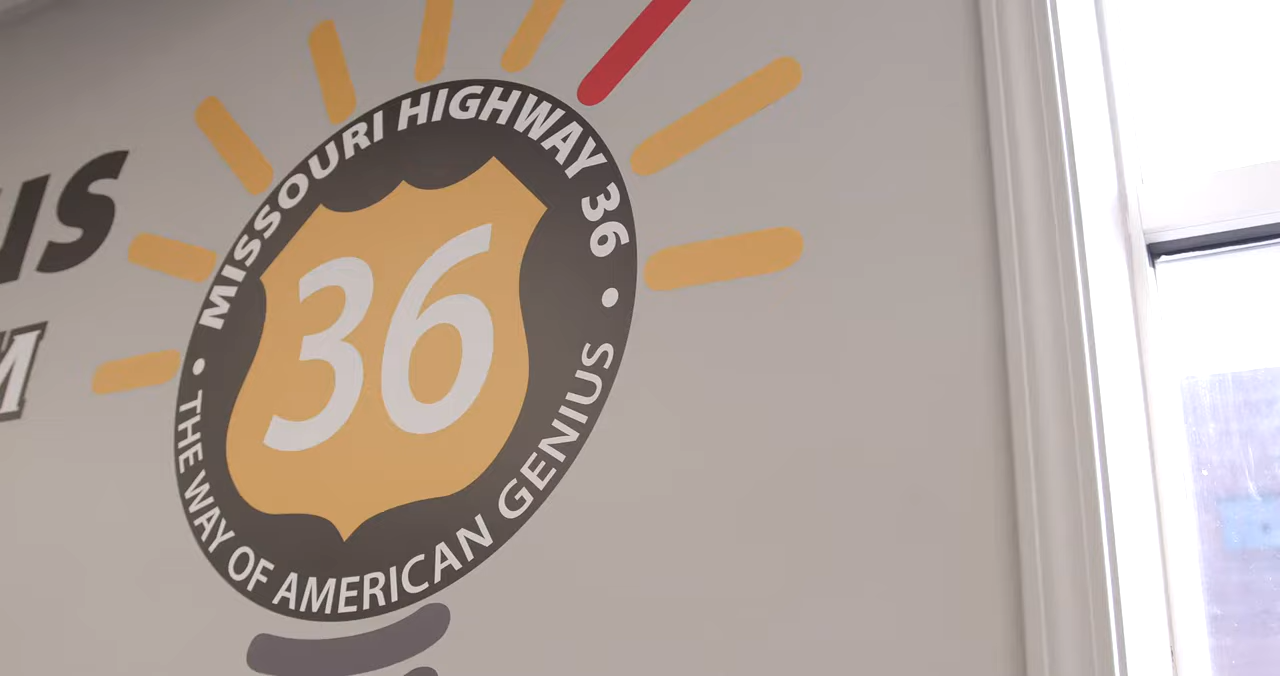 MISSOURI HIGHWAY 36
36
• THE WAY OF AMERICAN GENIUS •